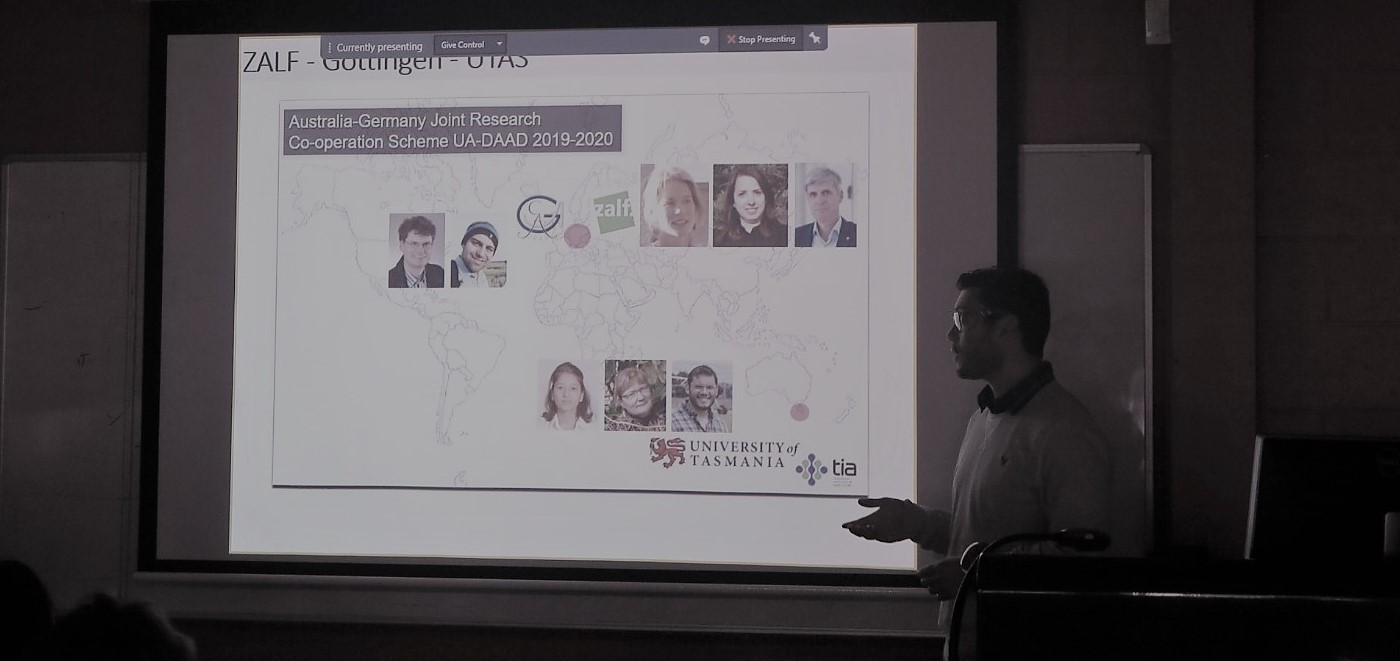 Currently presenting
Give Control
Stop Presenting
ZALF - Göttingen - UTAS
Australia-Germany Joint Research
Co-operation Scheme UA-DAAD 2019-2020
GA
zalf
UNIVERSITY of
TASMANIA
tia